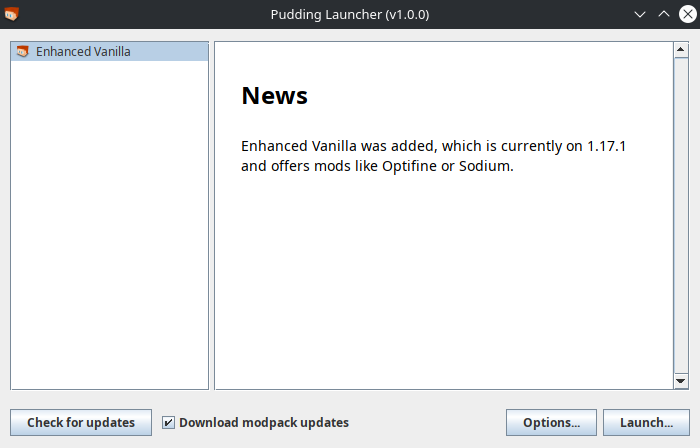 Pudding Launcher (v1.0.0)
Enhanced Vanilla
News
Enhanced Vanilla was added, which is currently on 1.17.1
and offers mods like Optifine or Sodium.
Check for updates
Download modpack updates
Options...
Launch...